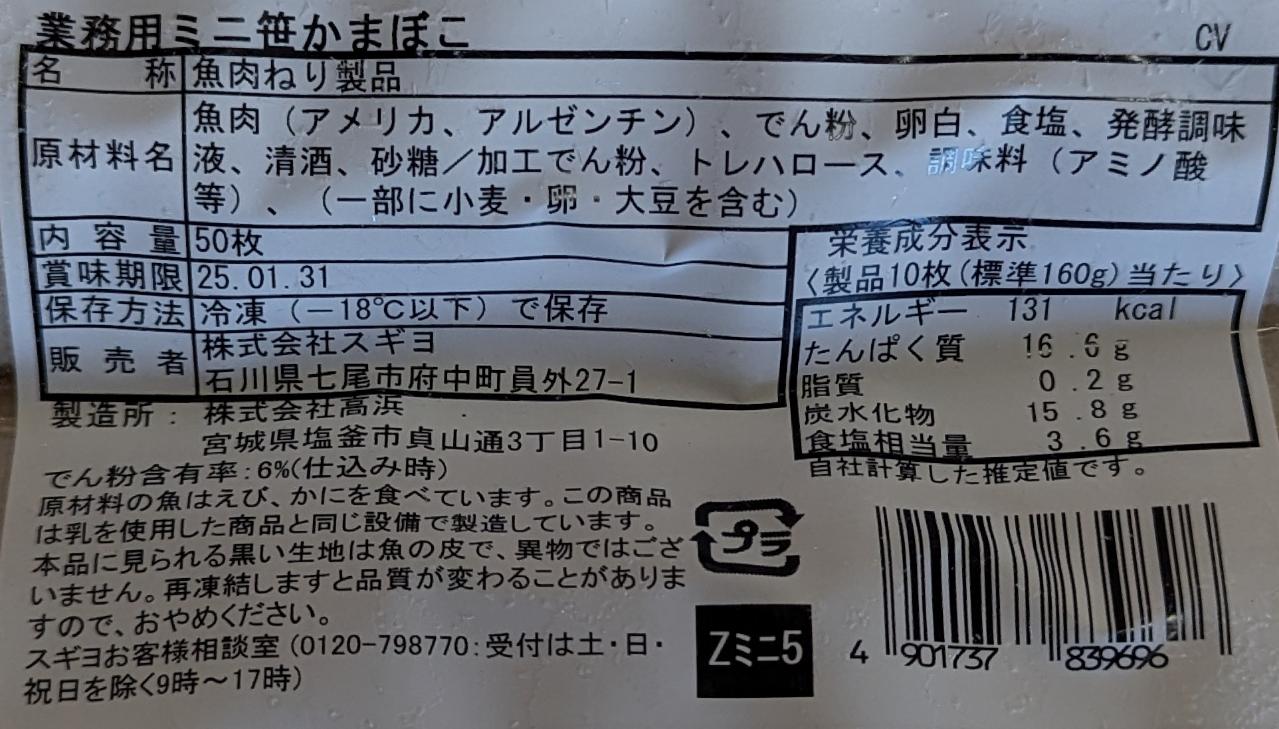 業務用ミニ笹かまぼこ CV
名称 魚肉ねり製品
原材料名 魚肉（アメリカ、アルゼンチン）、でん粉、卵白、食塩、発酵調味
液、清酒、砂糖／加工でん粉、トレハロース、調味料（アミノ酸
等）、（一部に小麦・卵・大豆を含む）
内容量 50枚
賞味期限 25.01.31
保存方法 冷凍（－18℃以下）で保存
販売者 株式会社スギヨ
石川県七尾市府中町員外27-1
製造所：株式会社高浜
宮城県塩釜市貞山通3丁目1-10
でん粉含有率:6%(仕込み時)
原材料の魚はえび、かにを食べています。この商品
は乳を使用した商品と同じ設備で製造しています。
本品に見られる黒い生地は魚の皮で、異物ではござ
いません。再凍結しますと品質が変わることがありま
すので、おやめください。
スギヨお客様相談室(0120-798770:受付は土・日・
祝日を除く9時～17時)
栄養成分表示
〈製品10枚(標準160g)当たり〉
エネルギー 131 kcal
たんぱく質 16.6g
脂質 0.2g
炭水化物 15.8g
食塩相当量 3.6g
自社計算した推定値です。
プラ
Zミニ5
4 901737 839696